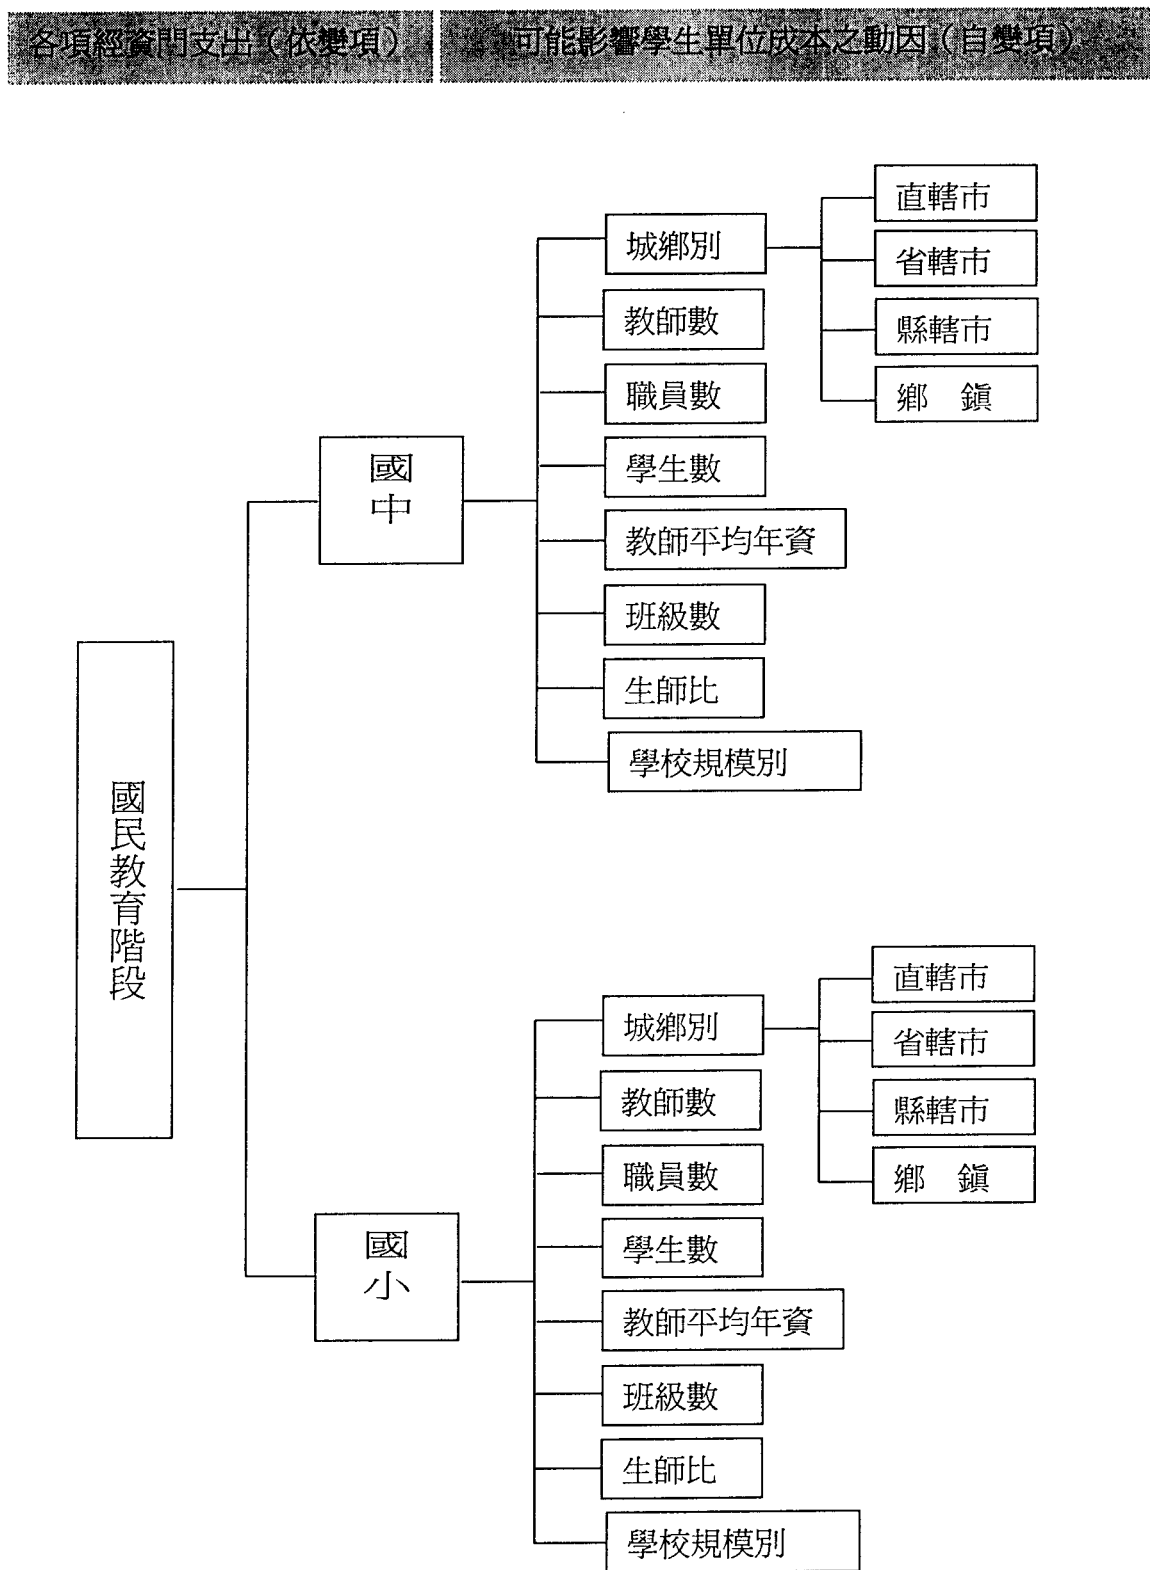 各項經資門支出（依變項）
可能影響學生單位成本之動因（自變項）
國民教育階段
國中
城鄉別
直轄市
省轄市
縣轄市
鄉 鎮
教師數
職員數
學生數
教師平均年資
班級數
生師比
學校規模別
國小
城鄉別
直轄市
省轄市
縣轄市
鄉 鎮
教師數
職員數
學生數
教師平均年資
班級數
生師比
學校規模別